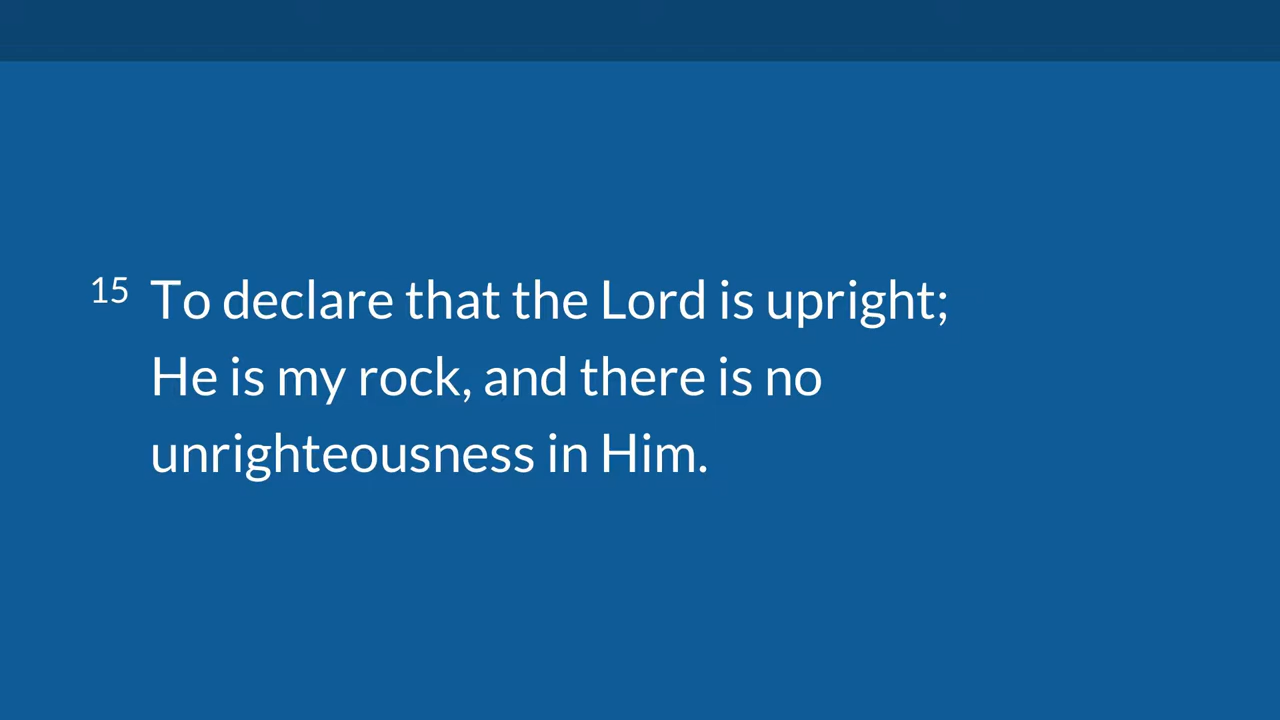 15 To declare that the Lord is upright;
He is my rock, and there is no
unrighteousness in Him.